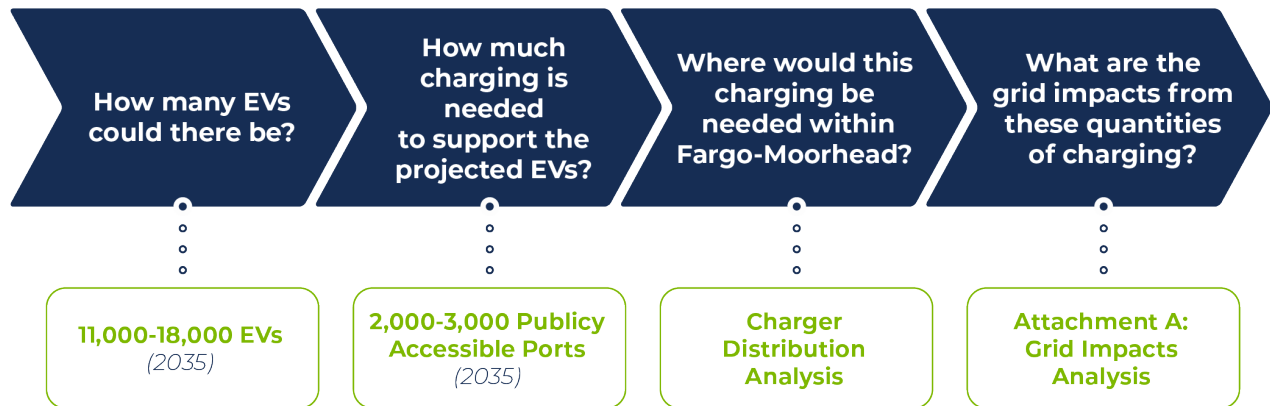 How many EVs
could there be?
How much
charging is
needed
to support the
projected EVs?
Where would this
charging be
needed within
Fargo-Moorhead?
What are the
grid impacts from
these quantities
of charging?
11,000-18,000 EVs
(2035)
2,000-3,000 Publicy
Accessible Ports
(2035)
Charger
Distribution
Analysis
Attachment A:
Grid Impacts
Analysis